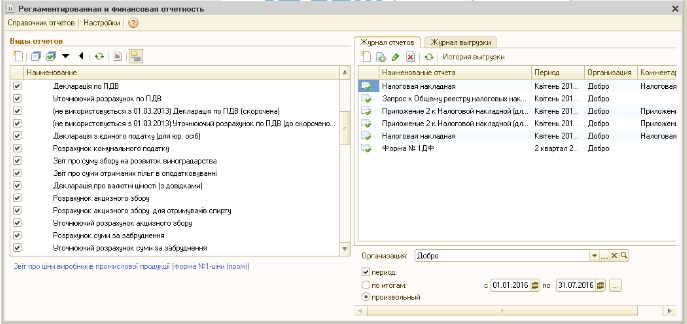 Регламентированная и финансовая отчетность
Справочник отчетов Настройки
Виды отчетов
Наименование
Декларація по ПДВ
Уточнюючий розрахунок по ПДВ
(не використовується з 01.03.2013) Декларація по ПДВ (скорочена)
(не використовується з 01.03.2013) Уточнюючий розрахунок по ПДВ (до скорочено...
Декларація з єдиного податку (для юр. осіб)
Розрахунок комунального податку
Звіт про суму збору на розвиток виноградарства
Звіт про суми отриманих пільг в оподаткуванні
Декларація про валютні цінності (з довідками)
Розрахунок акцизного збору
Розрахунок акцизного збору для отримувачів спирту
Уточнюючий розрахунок акцизного збору
Розрахунок суми за забруднення
Уточнюючий розрахунок суми за забруднення
Звіт про ціни виробників промислової продукції (форма №1-ціни (пром))
Журнал отчетов Журнал выгрузки
История выгрузки
Наименование отчета Период Организация Комментар
Налоговая накладная Квітень 201... Добро Налоговая
Запрос к Общему реестру налоговых нак... Квітень 201... Добро
Приложение 2 к Налоговой накладной (дл... Квітень 201... Добро Приложен
Приложение 2 к Налоговой накладной (дл... Квітень 201... Добро Приложен
Налоговая накладная Квітень 201... Добро Налоговая
Форма № 1ДФ 2 квартал 2... Добро
Организация: Добро ... x
период:
по итогам: с 01.01.2016 по 31.07.2016 ...
произвольный